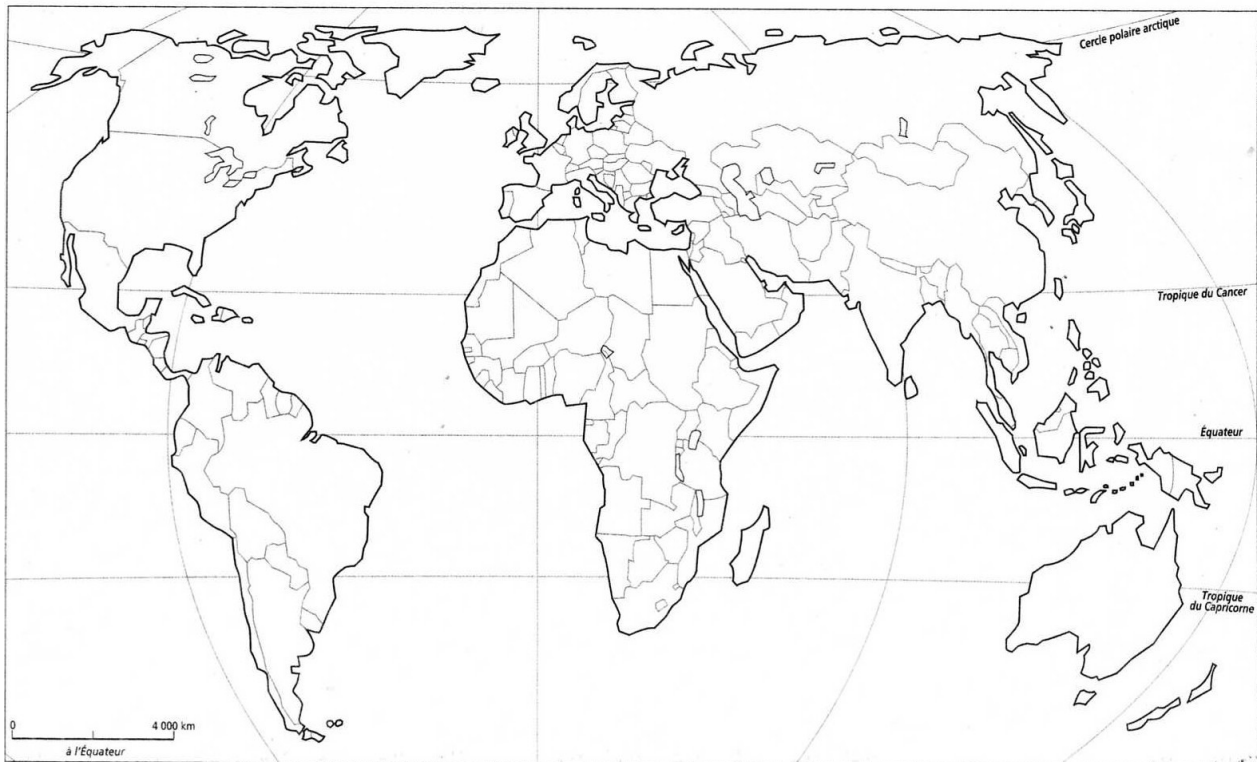 Cercle polaire arctique
Tropique du Cancer
Équateur
Tropique
du Capricorne
0 4 000 km
à l'Équateur